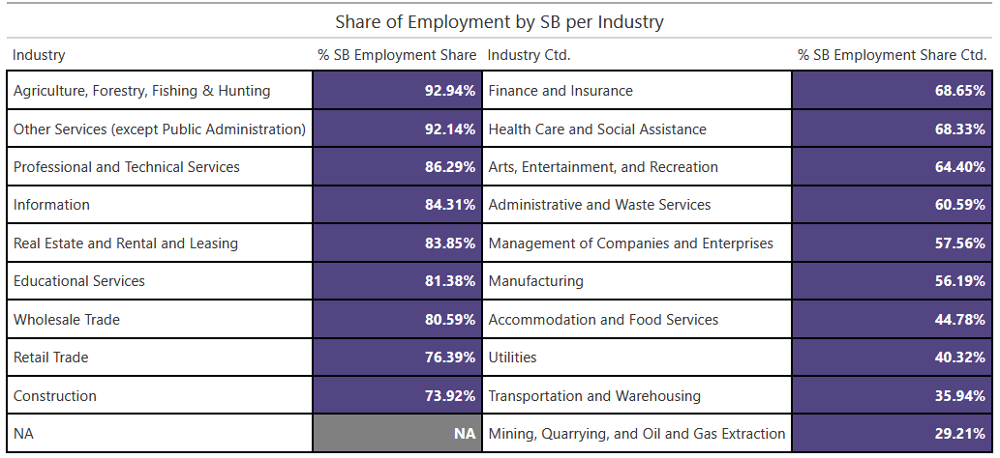 Share of Employment by SB per Industry
Industry % SB Employment Share Industry Ctd. % SB Employment Share Ctd.
Agriculture, Forestry, Fishing & Hunting 92.94% Finance and Insurance 68.65%
Other Services (except Public Administration) 92.14% Health Care and Social Assistance 68.33%
Professional and Technical Services 86.29% Arts, Entertainment, and Recreation 64.40%
Information 84.31% Administrative and Waste Services 60.59%
Real Estate and Rental and Leasing 83.85% Management of Companies and Enterprises 57.56%
Educational Services 81.38% Manufacturing 56.19%
Wholesale Trade 80.59% Accommodation and Food Services 44.78%
Retail Trade 76.39% Utilities 40.32%
Construction 73.92% Transportation and Warehousing 35.94%
NA NA Mining, Quarrying, and Oil and Gas Extraction 29.21%